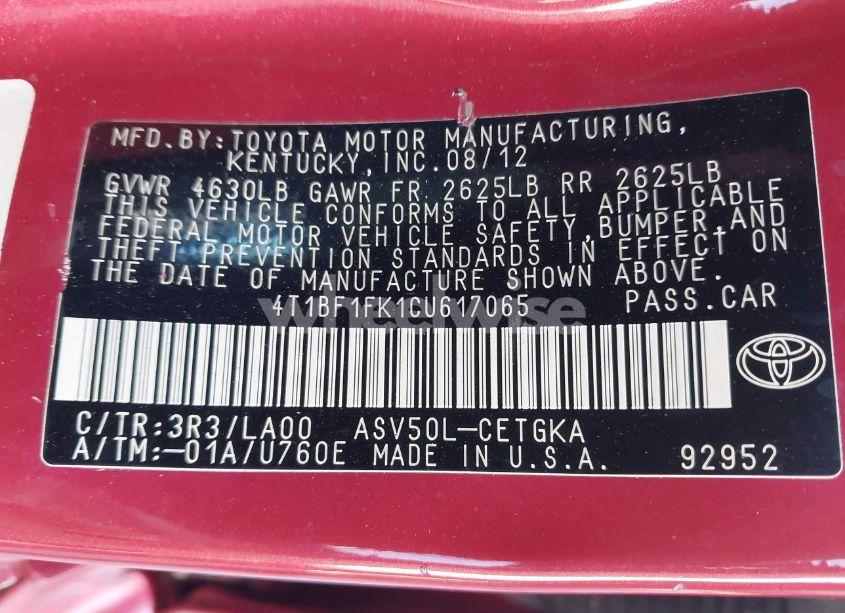 MFD.BY:TOYOTA MOTOR MANUFACTURING,
KENTUCKY,INC.08/12
GVWR 4630LB GAWR FR 2625LB RR 2625LB
THIS VEHICLE CONFORMS TO ALL APPLICABLE
FEDERAL MOTOR VEHICLE SAFETY,BUMPER,AND
THEFT PREVENTION STANDARDS IN EFFECT ON
THE DATE OF MANUFACTURE SHOWN ABOVE.
4T1BF1FK1CU617065 PASS.CAR
wheelwise
C/TR:3R3/LA00 ASV50L-CETGKA
A/TM:-01A/U760E MADE IN U.S.A. 92952